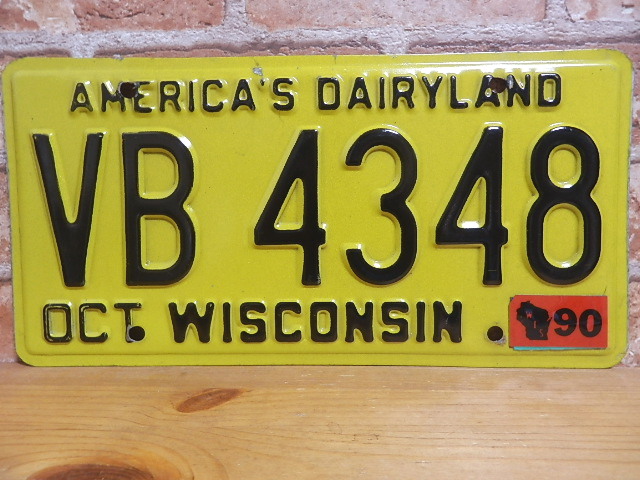 AMERICA'S DAIRYLAND
VB 4348
OCT WISCONSIN 90